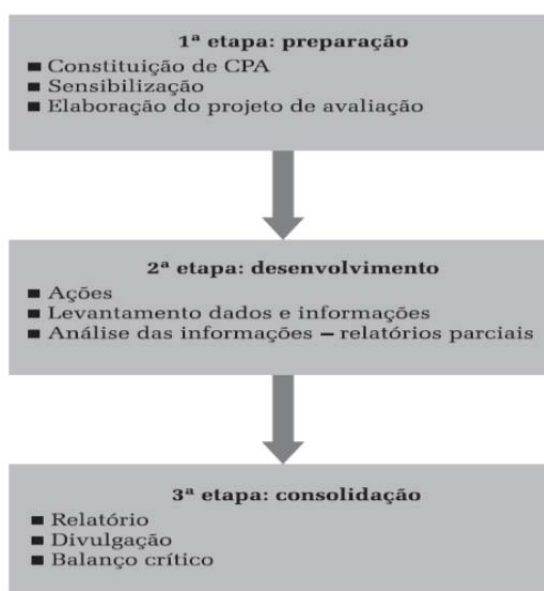 1ª etapa: preparação
■ Constituição de CPA
■ Sensibilização
■ Elaboração do projeto de avaliação
2ª etapa: desenvolvimento
■ Ações
■ Levantamento dados e informações
■ Análise das informações – relatórios parciais
3ª etapa: consolidação
■ Relatório
■ Divulgação
■ Balanço crítico